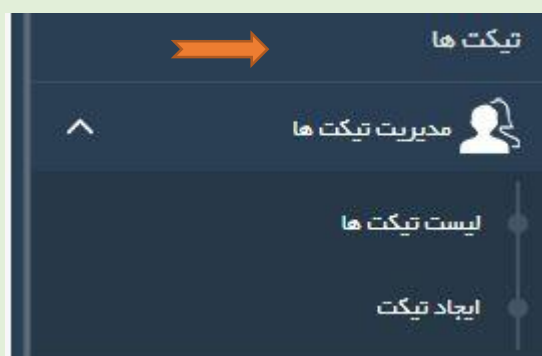 تیکت ها
مدیریت تیکت ها
لیست تیکت ها
ایجاد تیکت